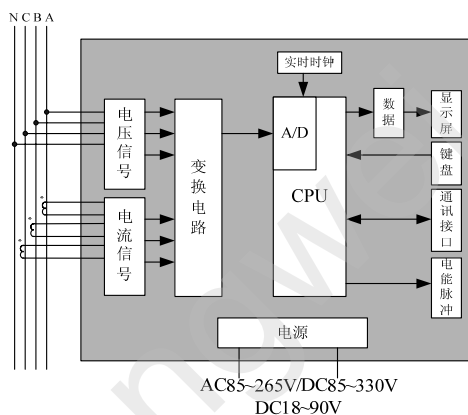 N C B A
实时时钟
电压信号
变换电路
A/D
CPU
数据
显示屏
键盘
通讯接口
电流信号
电能脉冲
*
*
*
电源
AC85~265V/DC85~330V
DC18~90V